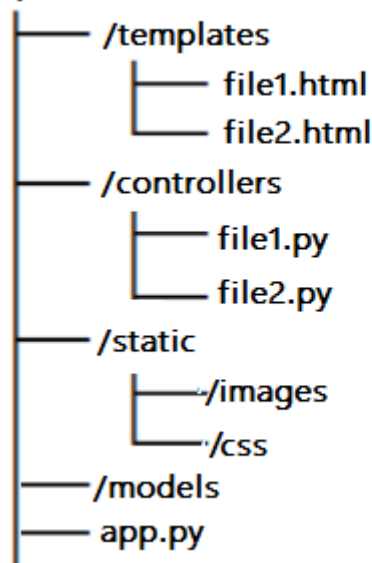 /templates
file1.html
file2.html
/controllers
file1.py
file2.py
/static
/images
/css
/models
app.py